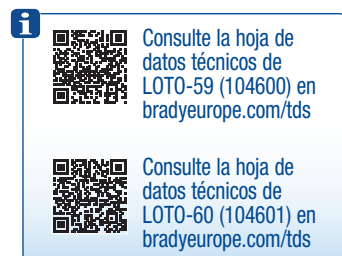 i
Consulte la hoja de
datos técnicos de
LOTO-59 (104600) en
bradyeurope.com/tds
Consulte la hoja de
datos técnicos de
LOTO-60 (104601) en
bradyeurope.com/tds